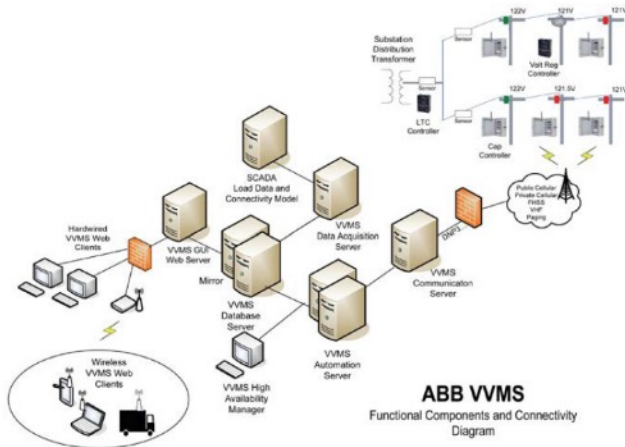 122V
121V
121V
Sensor
Substation
Distribution
Transformer
Volt Reg
Controller
Sensor
122V
121.5V
121V
LTC
Controller
Sensor
Cap
Controller
SCADA
Load Data and
Connectivity Model
Public Cellular
Private Cellular
FHSS
VHF
Paging
VVMS
Data Acquisition
Server
DNP3
Hardwired
VVMS Web
Clients
VVMS GUI
Web Server
Mirror
VVMS
Communicaton
Server
VVMS
Database
Server
VVMS
Automation
Server
Wireless
VVMS Web
Clients
VVMS High
Availability
Manager
ABB VVMS
Functional Components and Connectivity
Diagram